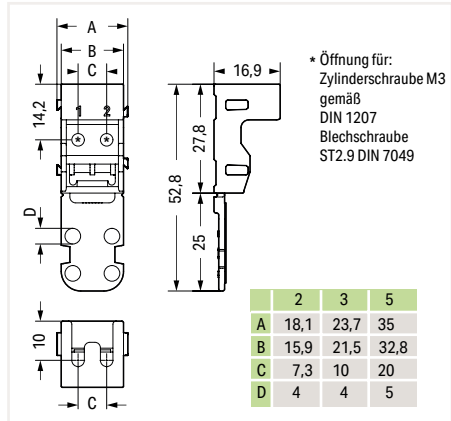 A
B
C
14,2
1 2
* *
D
10
C
16,9
27,8
52,8
25
* Öffnung für:
Zylinderschraube M3
gemäß
DIN 1207
Blechschraube
ST2.9 DIN 7049
2 3 5
A 18,1 23,7 35
B 15,9 21,5 32,8
C 7,3 10 20
D 4 4 5